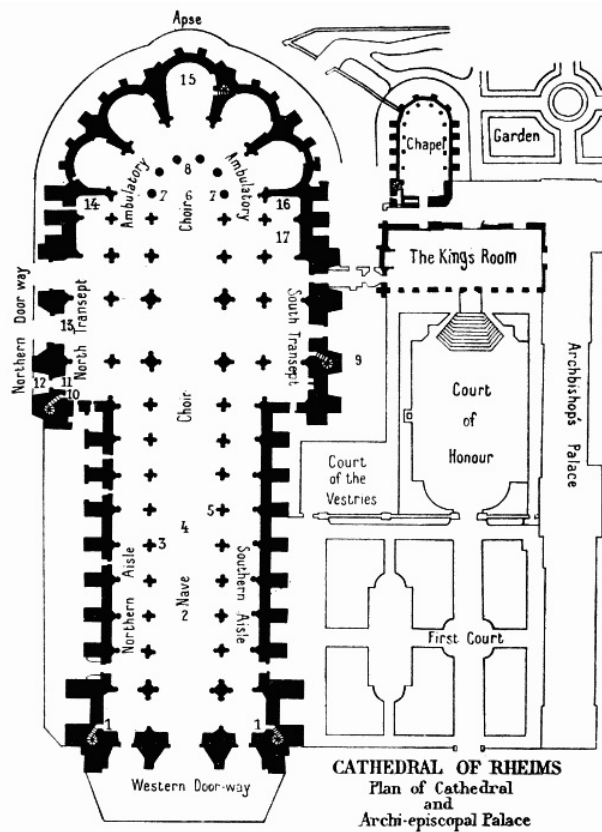 Apse
15
Chapel
Garden
Ambulatory
Ambulatory
8
7
6
7
14
16
Choir
17
The Kings Room
Northern Door way
North Transept
South Transept
13
9
12
11
10
Choir
Court
of
Honour
Archbishop's Palace
Court
of the
Vestries
5
4
3
Northern Aisle
Nave
2
Southern Aisle
First Court
1
1
Western Door-way
CATHEDRAL OF RHEIMS
Plan of Cathedral
and
Archi-episcopal Palace